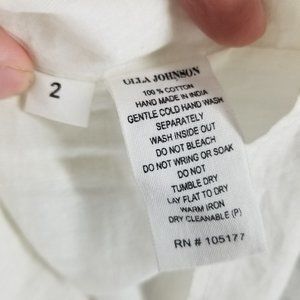 2
ULLA JOHNSON
100 % COTTON
HAND MADE IN INDIA
GENTLE COLD HAND WASH
SEPARATELY
WASH INSIDE OUT
DO NOT BLEACH
DO NOT WRING OR SOAK
DO NOT
TUMBLE DRY
LAY FLAT TO DRY
WARM IRON
DRY CLEANABLE (P)
RN # 105177